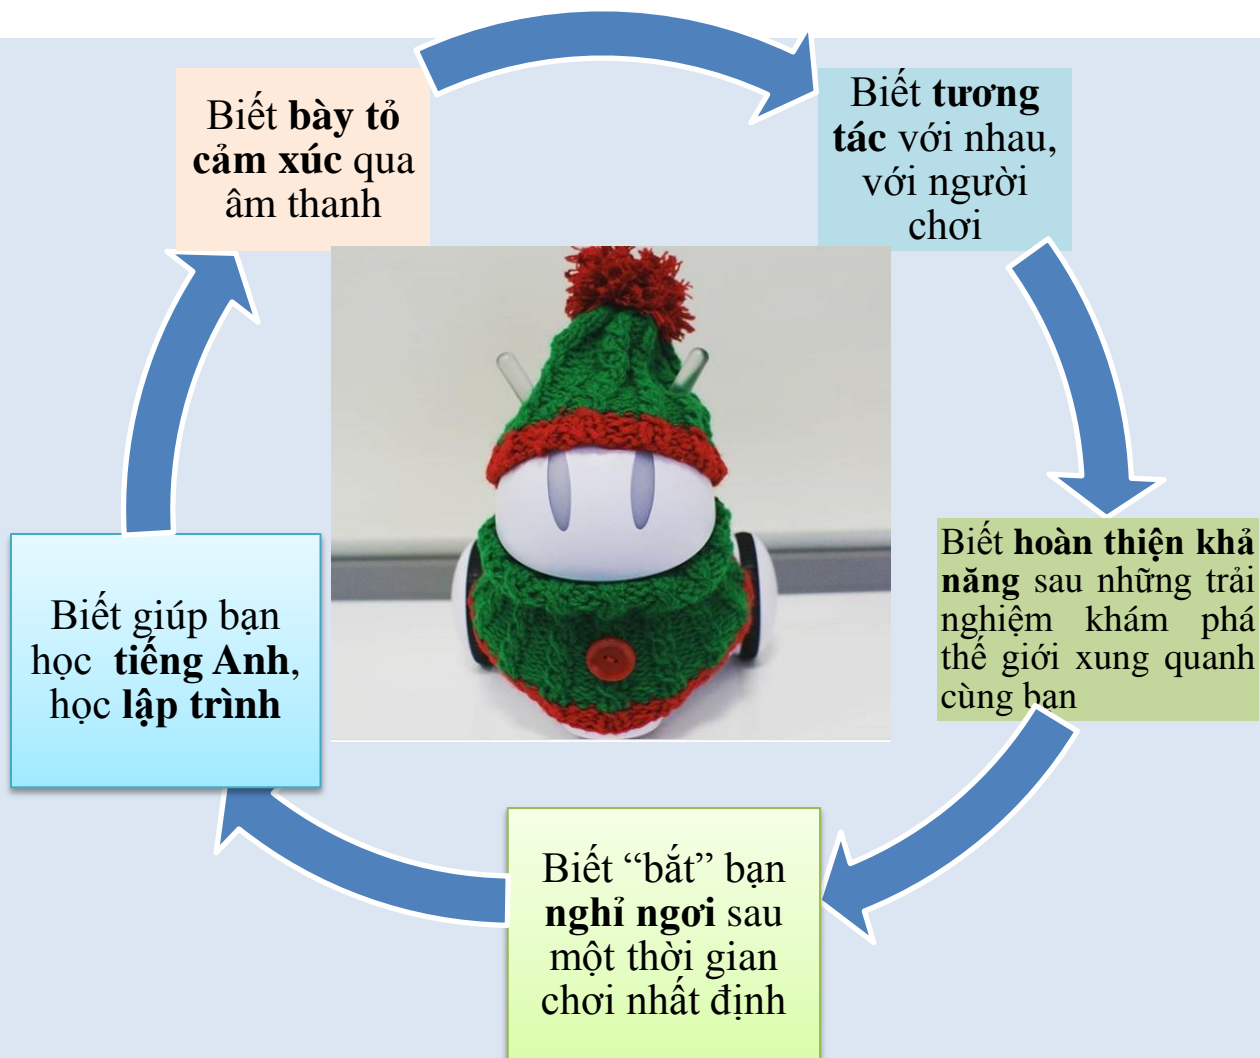 Biết bày tỏ
cảm xúc qua
âm thanh
Biết tương
tác với nhau,
với người
chơi
Biết hoàn thiện khả
năng sau những trải
nghiệm khám phá
thế giới xung quanh
cùng bạn
Biết “bắt” bạn
nghỉ ngơi sau
một thời gian
chơi nhất định
Biết giúp bạn
học tiếng Anh,
học lập trình